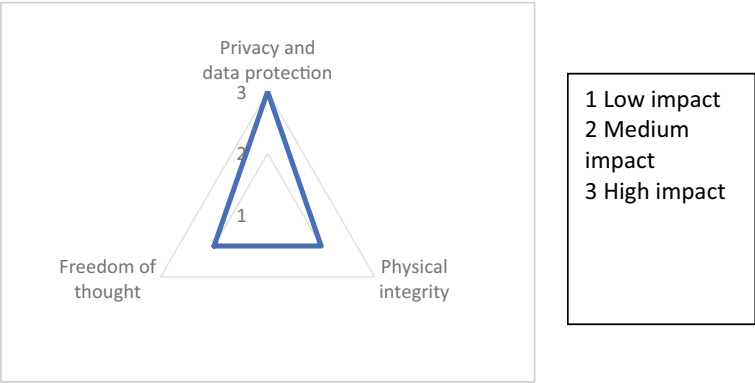 Privacy and
data protection
3
2
1
Freedom of
thought
Physical
integrity
1 Low impact
2 Medium
impact
3 High impact